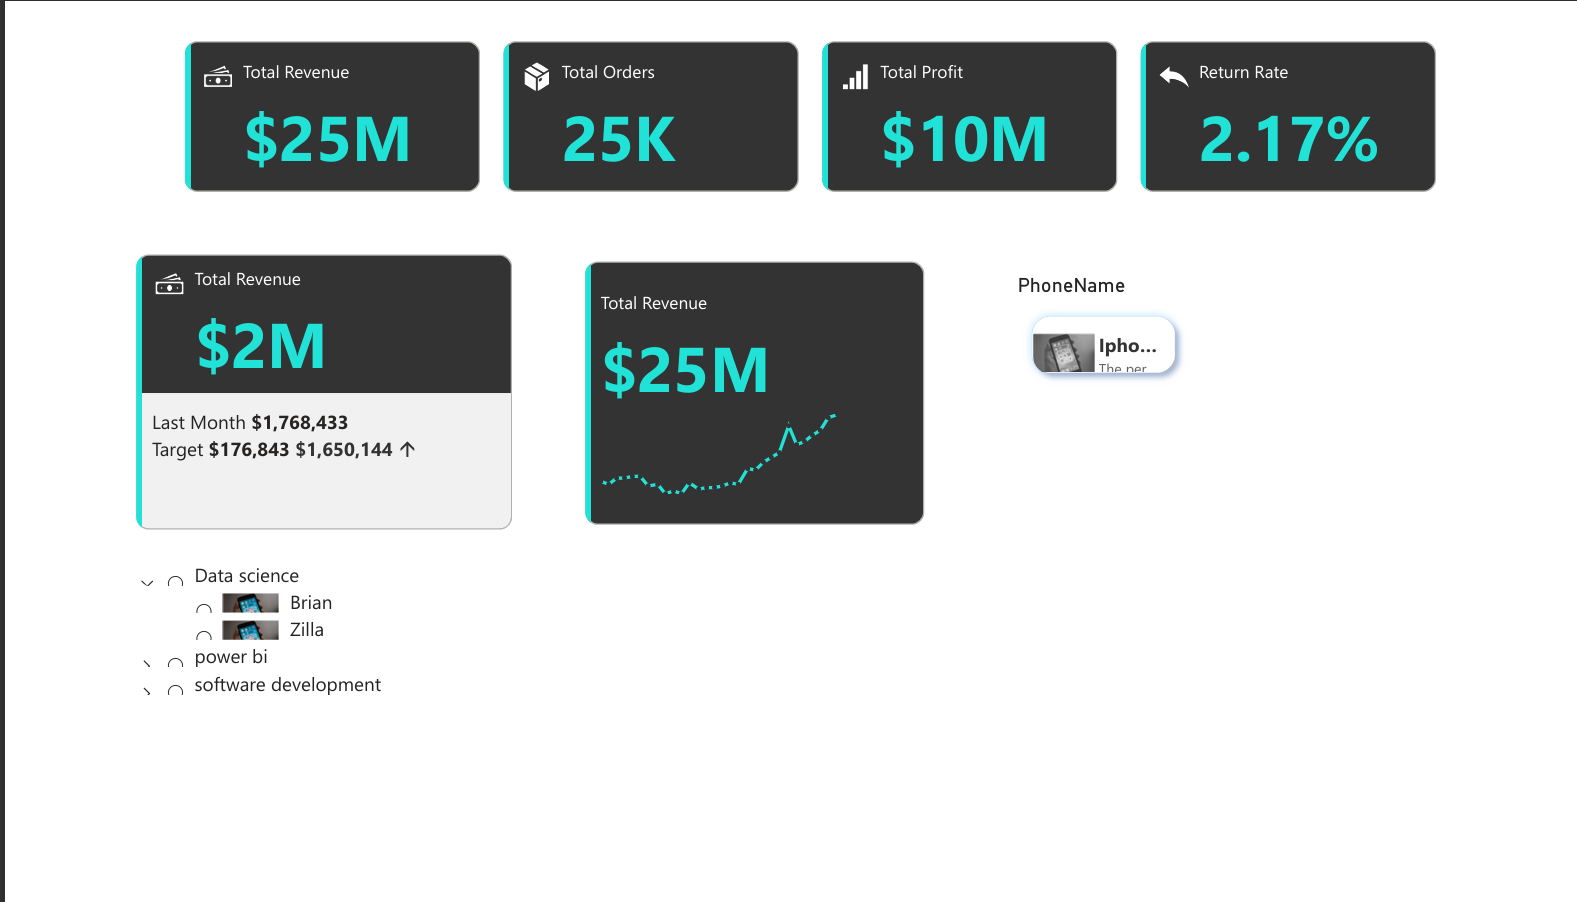 Total Revenue
$25M
Total Orders
25K
Total Profit
$10M
Return Rate
2.17%
Total Revenue
$2M
Last Month $1,768,433
Target $176,843 $1,650,144 ↑
Total Revenue
$25M
PhoneName
Ipho...
The per
Data science
Brian
Zilla
power bi
software development